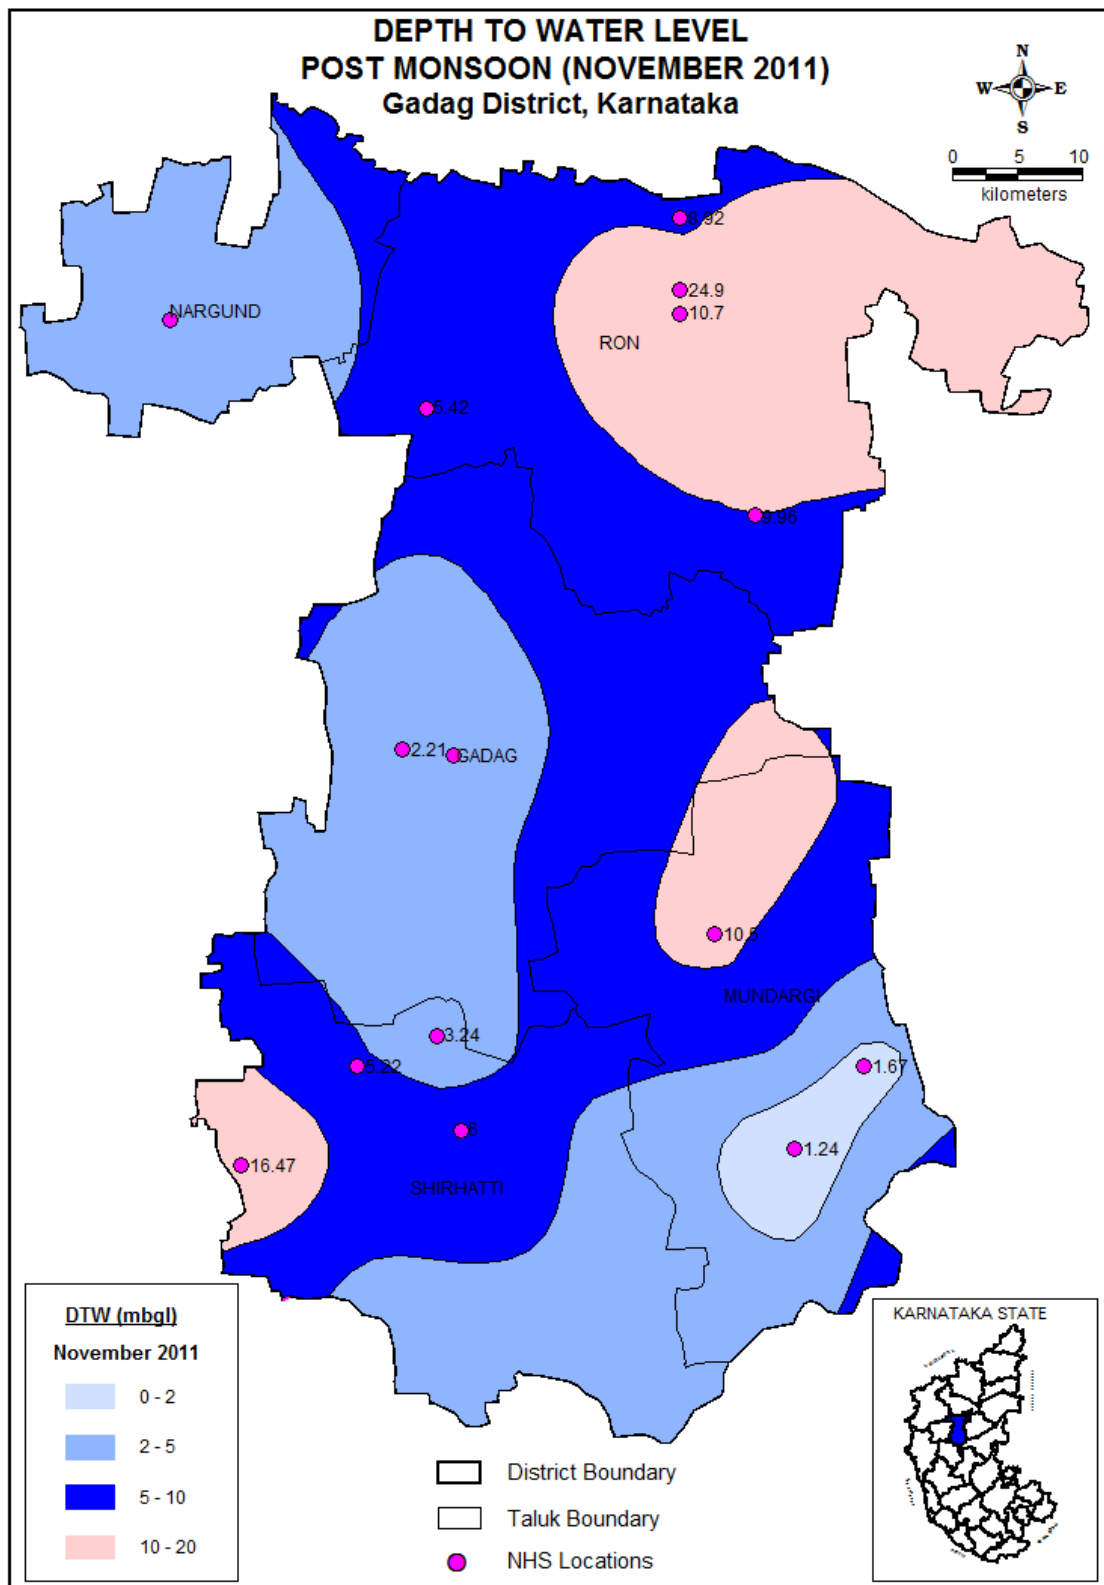 DEPTH TO WATER LEVEL
POST MONSOON (NOVEMBER 2011)
Gadag District, Karnataka
N
W E
S
0 5 10
kilometers
8.92
24.9
10.7
NARGUND
RON
5.42
9.96
2.21
GADAG
10.5
MUNDARGI
3.24
5.22
1.67
6
1.24
16.47
SHIRHATTI
DTW (mbgl)
November 2011
0 - 2
2 - 5
5 - 10
10 - 20
District Boundary
Taluk Boundary
NHS Locations
KARNATAKA STATE